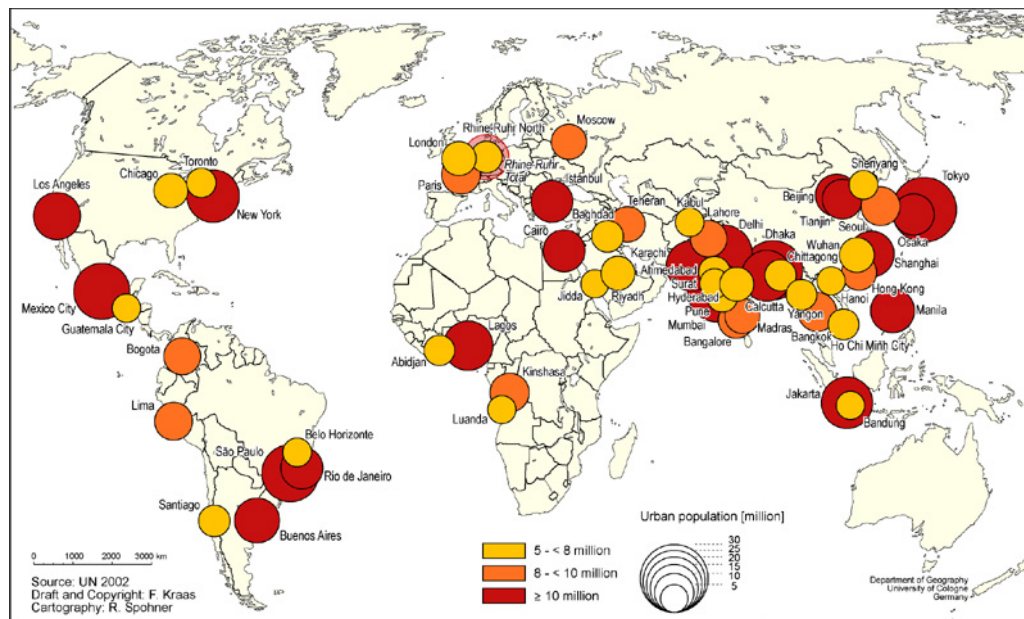 Moscow
Rhine-Ruhr North
London
Rhine-Ruhr
Total
Paris
Istanbul
Toronto
Chicago
Los Angeles
New York
Mexico City
Guatemala City
Bogota
Lima
Belo Horizonte
São Paulo
Rio de Janeiro
Santiago
Buenos Aires
Teheran
Baghdad
Cairo
Jidda
Riyadh
Lagos
Abidjan
Kinshasa
Luanda
Kabul
Lahore
Delhi
Dhaka
Karachi
Ahmedabad
Surat
Hyderabad
Pune
Mumbai
Bangalore
Madras
Calcutta
Chittagong
Yangon
Bangkok
Ho Chi Minh City
Hanoi
Hong Kong
Wuhan
Shanghai
Manila
Shenyang
Beijing
Tianjin
Seoul
Tokyo
Osaka
Jakarta
Bandung
0 1000 2000 3000 km
Source: UN 2002
Draft and Copyright: F. Kraas
Cartography: R. Spohner
5 - < 8 million
8 - < 10 million
≥ 10 million
Urban population [million]
30
25
20
15
10
5
Department of Geography
University of Cologne
Germany